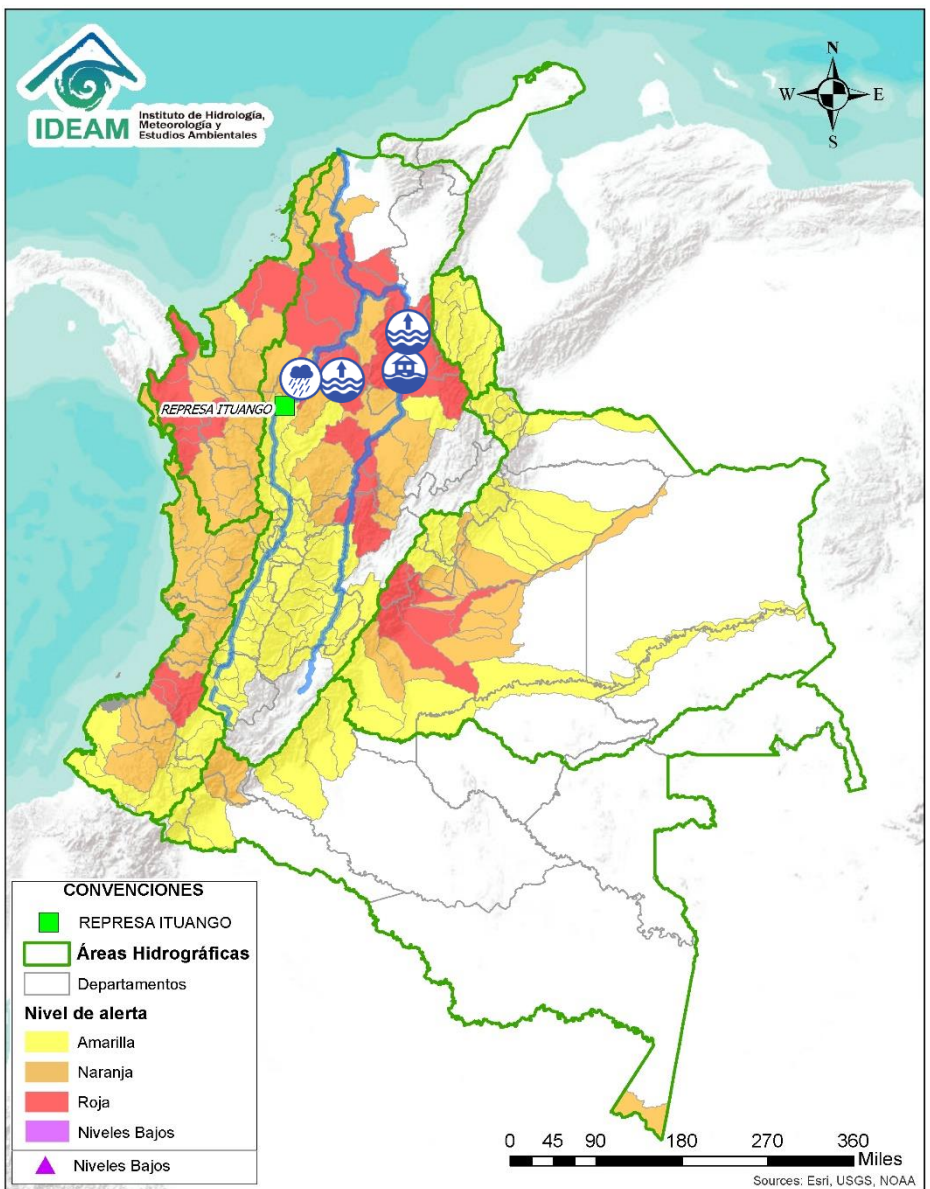 IDEAM
Instituto de Hidrología,
Meteorología y
Estudios Ambientales
N
W
E
S
REPRESA ITUANGO
CONVENCIONES
REPRESA ITUANGO
Áreas Hidrográficas
Departamentos
Nivel de alerta
Amarilla
Naranja
Roja
Niveles Bajos
Niveles Bajos
0 45 90 180 270 360
Miles
Sources: Esri, USGS, NOAA